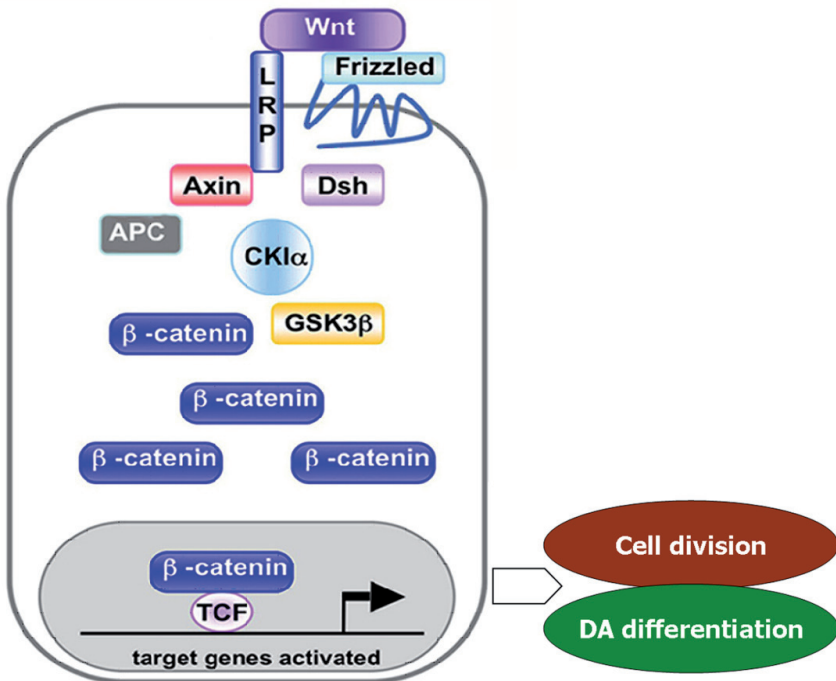 Wnt
Frizzled
LRP
Axin
Dsh
APC
CKIα
GSK3β
β -catenin
β -catenin
β -catenin
β -catenin
β -catenin
TCF
target genes activated
Cell division
DA differentiation